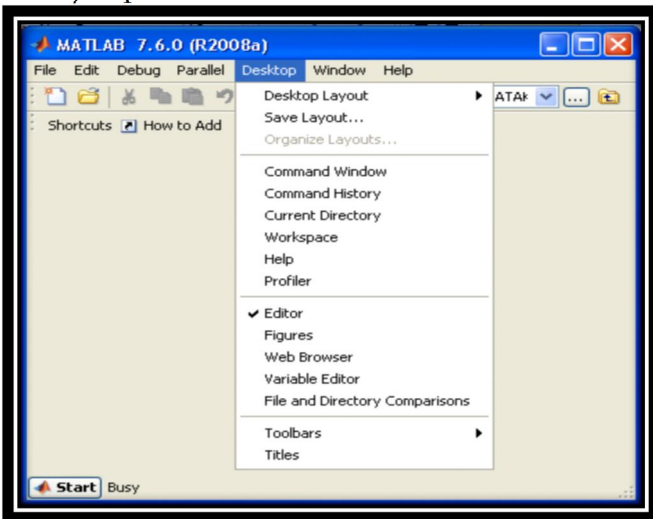 MATLAB 7.6.0 (R2008a)
File Edit Debug Parallel Desktop Window Help
Shortcuts How to Add
Desktop Layout
Save Layout...
Organize Layouts...
Command Window
Command History
Current Directory
Workspace
Help
Profiler
Editor
Figures
Web Browser
Variable Editor
File and Directory Comparisons
Toolbars
Titles
Start Busy